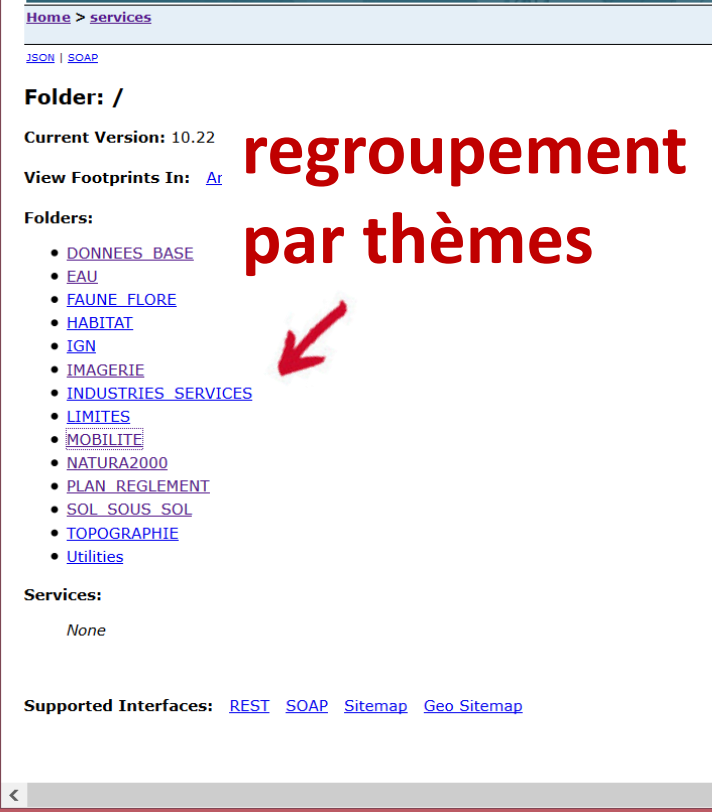 Home > services
JSON | SOAP
Folder: /
Current Version: 10.22
View Footprints In:
regroupement
par thèmes
Folders:
DONNEES_BASE
EAU
FAUNE_FLORE
HABITAT
IGN
IMAGERIE
INDUSTRIES_SERVICES
LIMITES
MOBILITE
NATURA2000
PLAN_REGLEMENT
SOL_SOUS_SOL
TOPOGRAPHIE
Utilities
Services:
None
Supported Interfaces: REST SOAP Sitemap Geo Sitemap